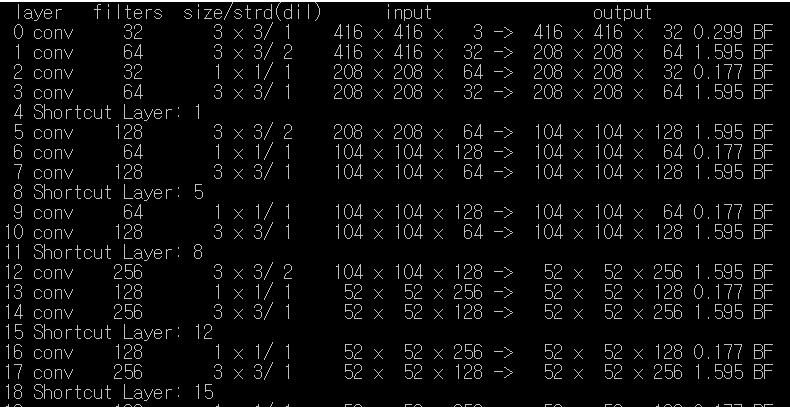 layer filters size/strd(dil) input output
0 conv 32 3 x 3/ 1 416 x 416 x 3 -> 416 x 416 x 32 0.299 BF
1 conv 64 3 x 3/ 2 416 x 416 x 32 -> 208 x 208 x 64 1.595 BF
2 conv 32 1 x 1/ 1 208 x 208 x 64 -> 208 x 208 x 32 0.177 BF
3 conv 64 3 x 3/ 1 208 x 208 x 32 -> 208 x 208 x 64 1.595 BF
4 Shortcut Layer: 1
5 conv 128 3 x 3/ 2 208 x 208 x 64 -> 104 x 104 x 128 1.595 BF
6 conv 64 1 x 1/ 1 104 x 104 x 128 -> 104 x 104 x 64 0.177 BF
7 conv 128 3 x 3/ 1 104 x 104 x 64 -> 104 x 104 x 128 1.595 BF
8 Shortcut Layer: 5
9 conv 64 1 x 1/ 1 104 x 104 x 128 -> 104 x 104 x 64 0.177 BF
10 conv 128 3 x 3/ 1 104 x 104 x 64 -> 104 x 104 x 128 1.595 BF
11 Shortcut Layer: 8
12 conv 256 3 x 3/ 2 104 x 104 x 128 -> 52 x 52 x 256 1.595 BF
13 conv 128 1 x 1/ 1 52 x 52 x 256 -> 52 x 52 x 128 0.177 BF
14 conv 256 3 x 3/ 1 52 x 52 x 128 -> 52 x 52 x 256 1.595 BF
15 Shortcut Layer: 12
16 conv 128 1 x 1/ 1 52 x 52 x 256 -> 52 x 52 x 128 0.177 BF
17 conv 256 3 x 3/ 1 52 x 52 x 128 -> 52 x 52 x 256 1.595 BF
18 Shortcut Layer: 15